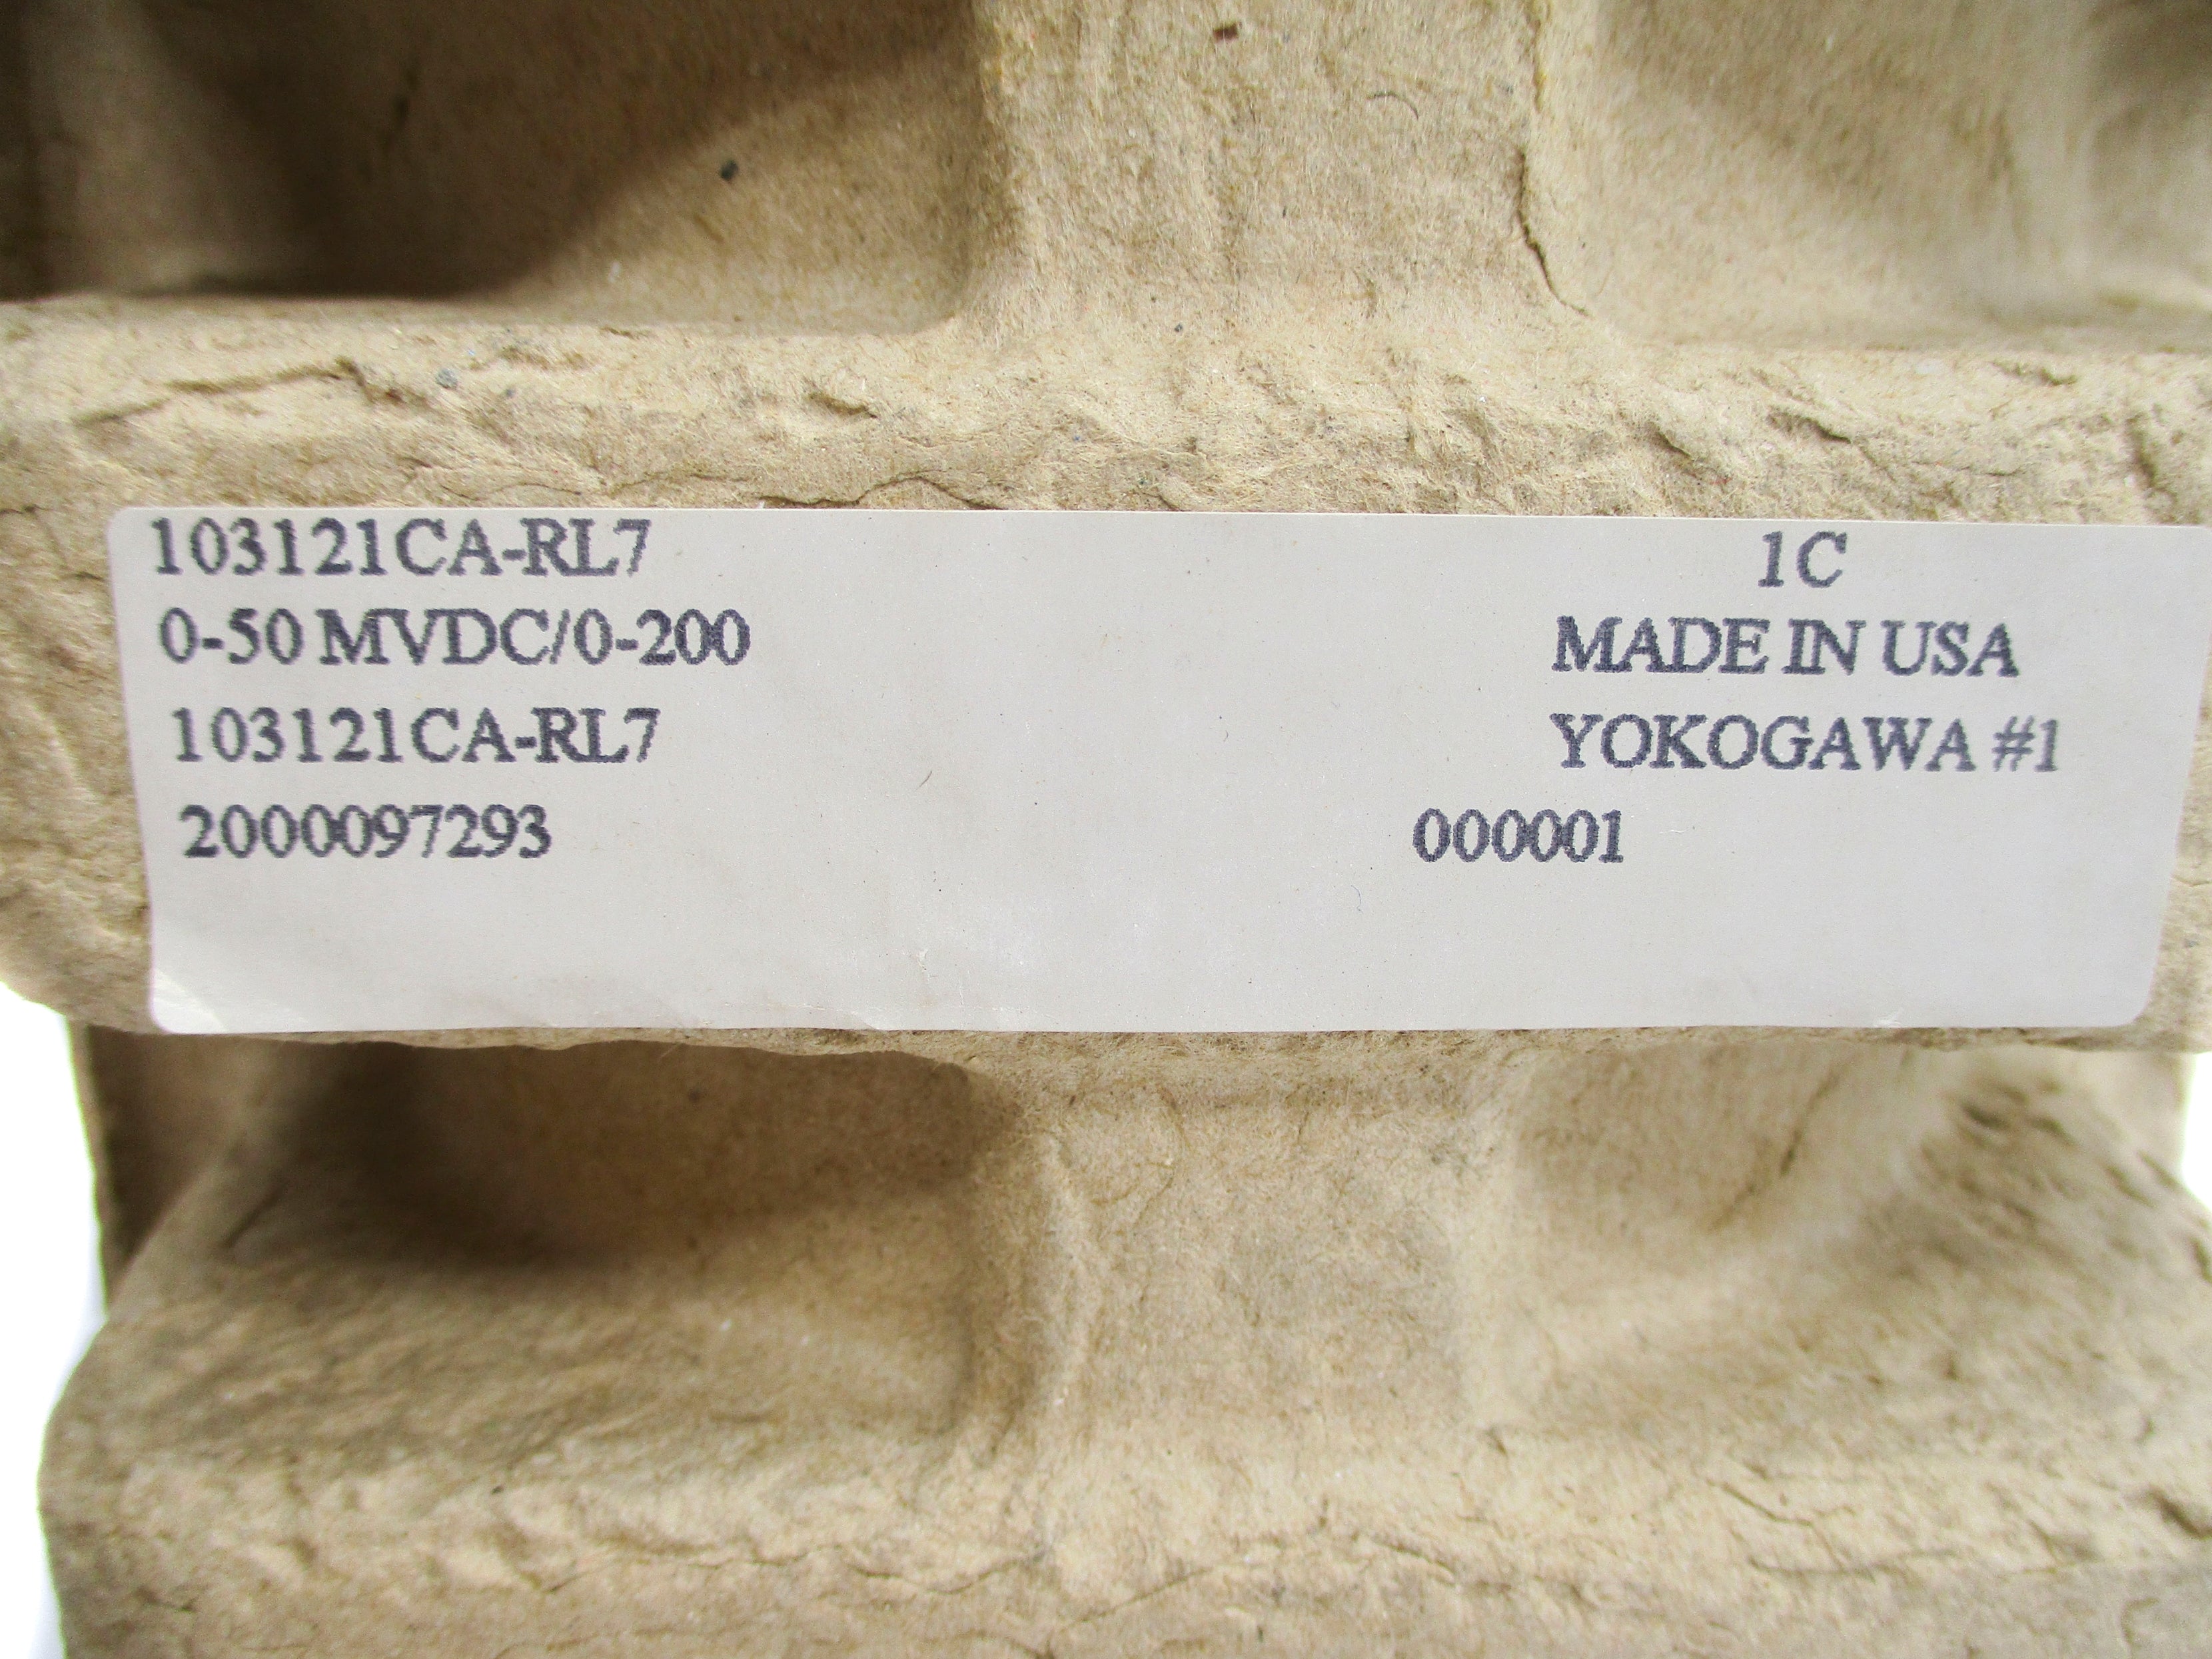 103121CA-RL7 1C
0-50 MVDC/0-200 MADE IN USA
103121CA-RL7 YOKOGAWA #1
2000097293 000001